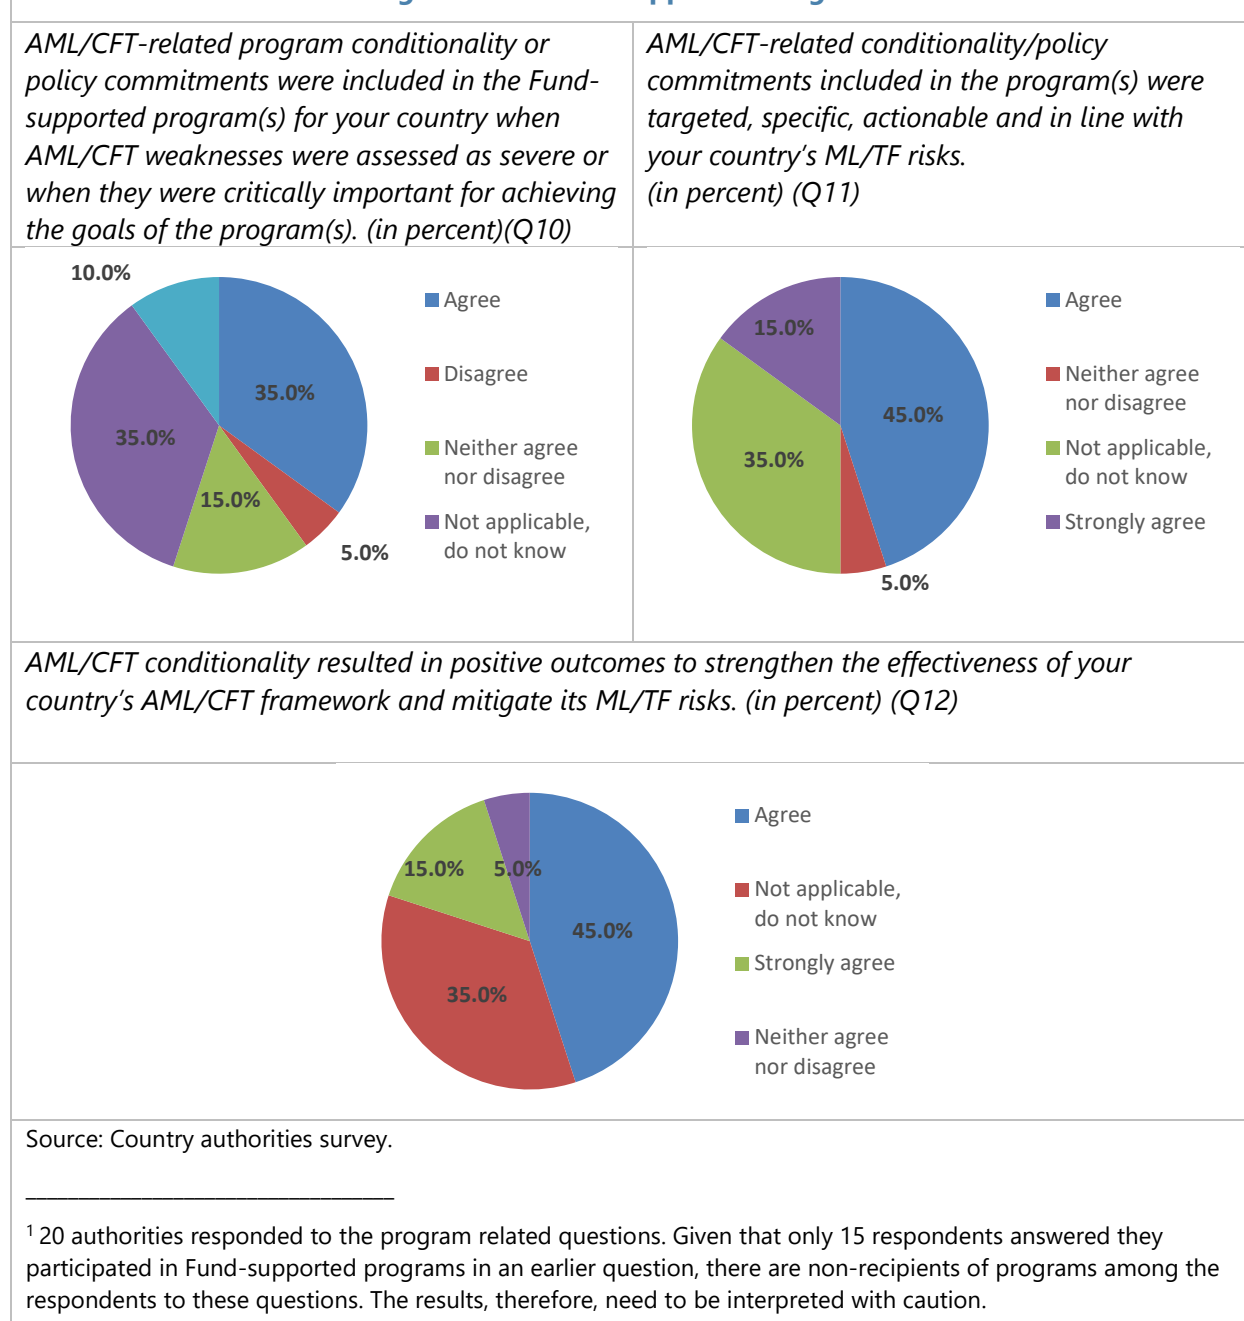 AML/CFT-related program conditionality or
policy commitments were included in the Fund-
supported program(s) for your country when
AML/CFT weaknesses were assessed as severe or
when they were critically important for achieving
the goals of the program(s). (in percent)(Q10)
AML/CFT-related conditionality/policy
commitments included in the program(s) were
targeted, specific, actionable and in line with
your country's ML/TF risks.
(in percent) (Q11)
10.0%
35.0%
35.0%
15.0%
5.0%
Agree
Disagree
Neither agree
nor disagree
Not applicable,
do not know
15.0%
45.0%
35.0%
5.0%
Agree
Neither agree
nor disagree
Not applicable,
do not know
Strongly agree
AML/CFT conditionality resulted in positive outcomes to strengthen the effectiveness of your
country's AML/CFT framework and mitigate its ML/TF risks. (in percent) (Q12)
15.0%
5.0%
45.0%
35.0%
Agree
Not applicable,
do not know
Strongly agree
Neither agree
nor disagree
Source: Country authorities survey.
1 20 authorities responded to the program related questions. Given that only 15 respondents answered they
participated in Fund-supported programs in an earlier question, there are non-recipients of programs among the
respondents to these questions. The results, therefore, need to be interpreted with caution.